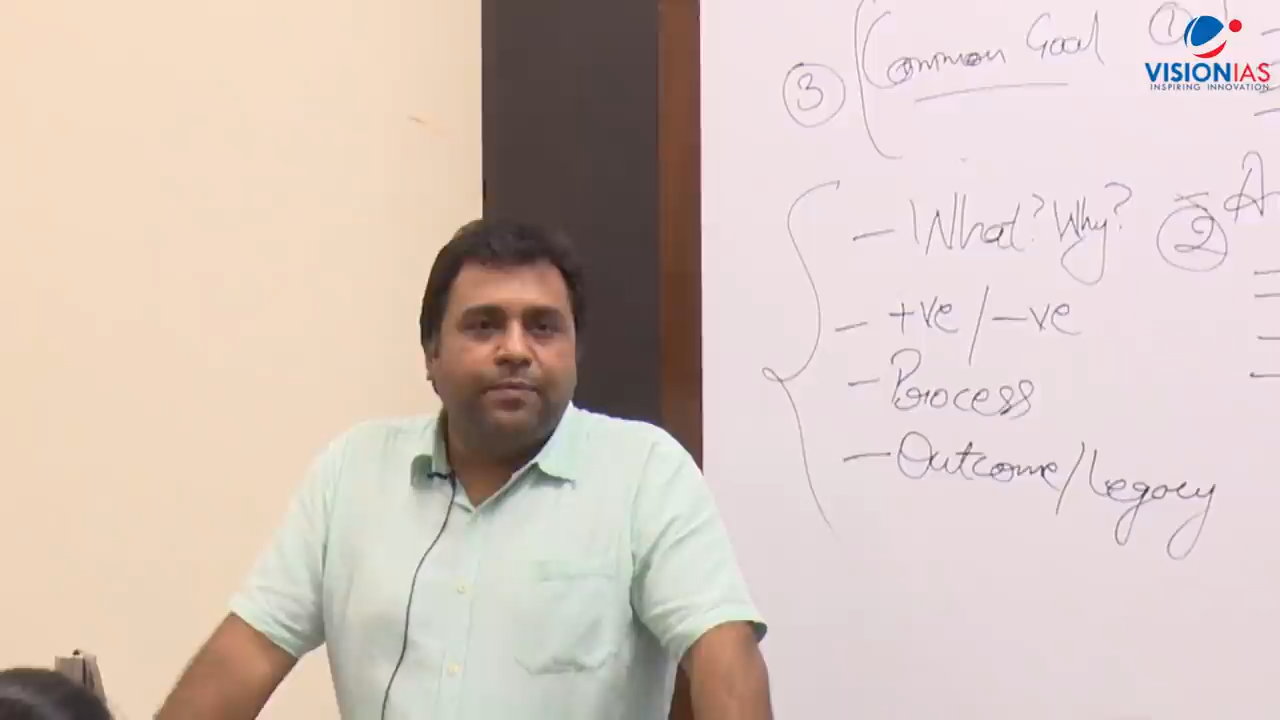 ③ Common Goal ①
VISIONIAS
INSPIRING INNOVATION
– What? Why? ② A
– +ve/–ve
– Process
– Outcome/Legacy